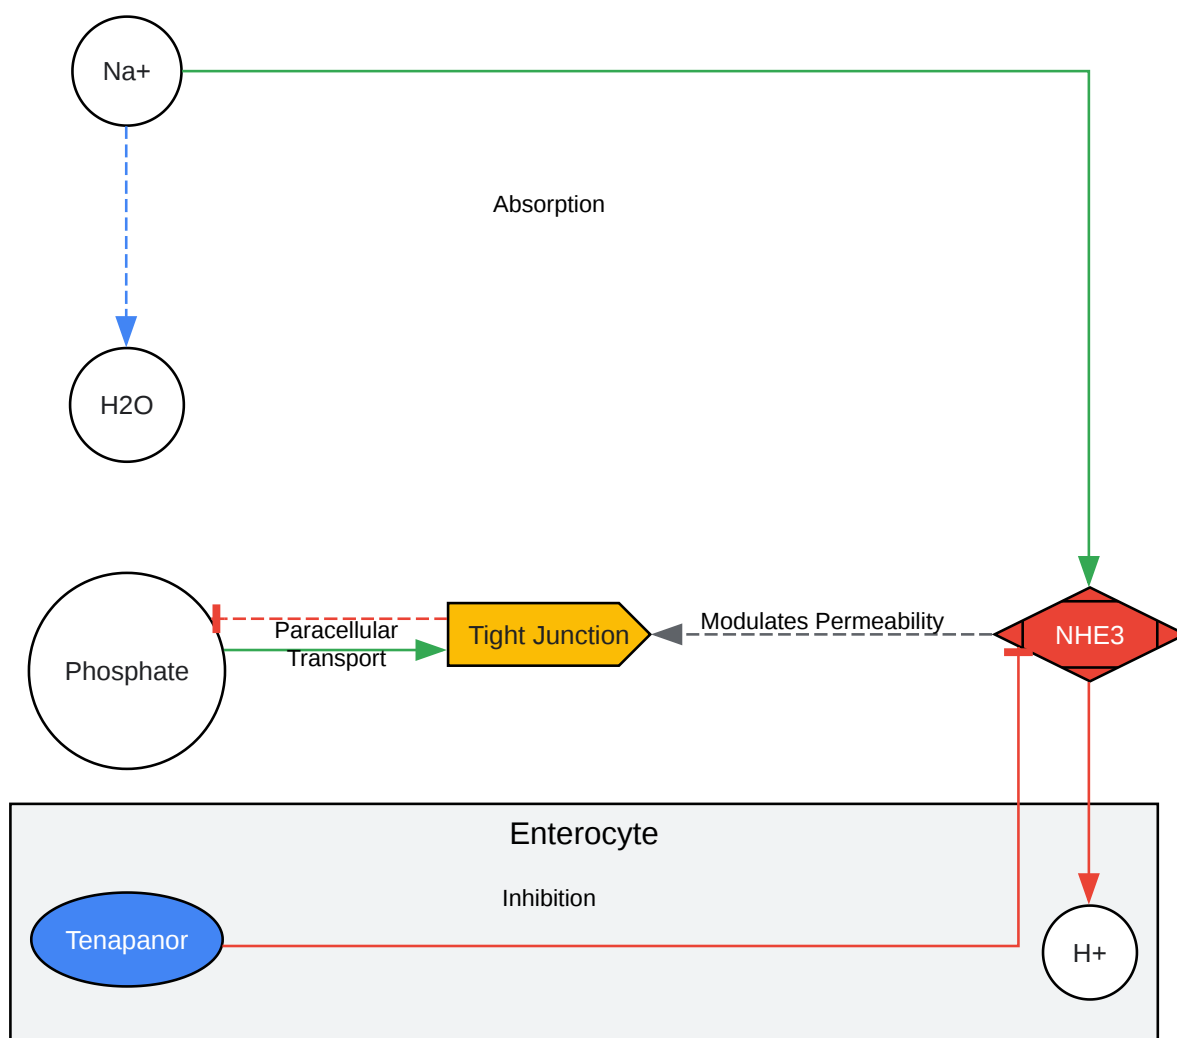 Na+
Absorption
H2O
Paracellular
Transport
Phosphate
Tight Junction
Modulates Permeability
NHE3
Enterocyte
Inhibition
Tenapanor
H+